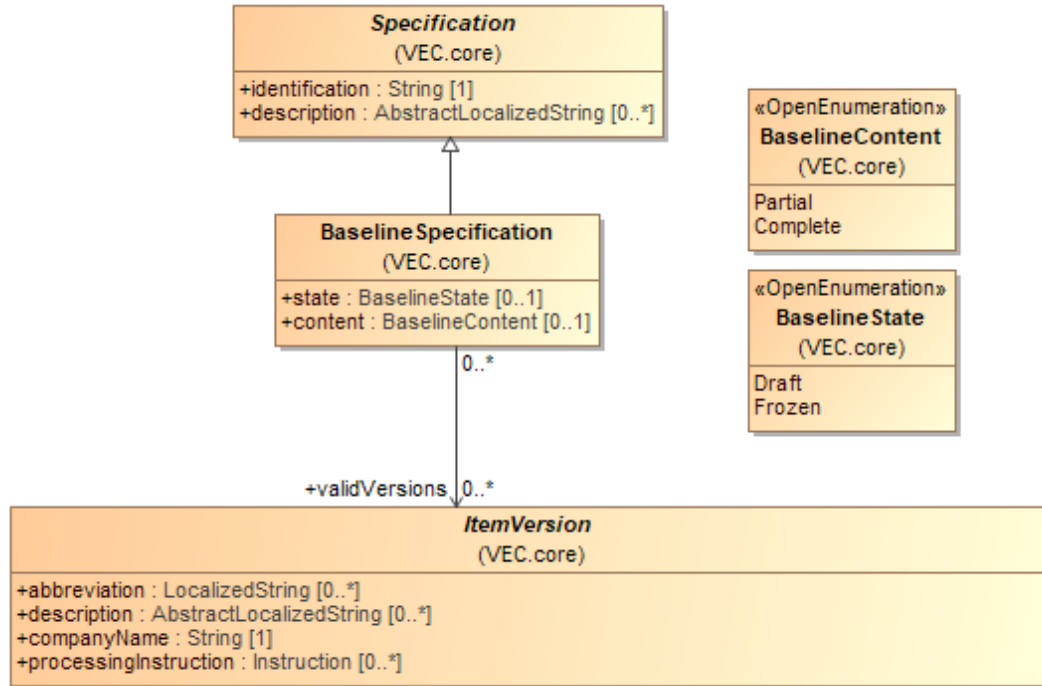 Specification
(VEC.core)
+identification : String [1]
+description : AbstractLocalizedString [0..*]
«OpenEnumeration»
BaselineContent
(VEC.core)
Partial
Complete
BaselineSpecification
(VEC.core)
+state : BaselineState [0..1]
+content : BaselineContent [0..1]
«OpenEnumeration»
BaselineState
(VEC.core)
Draft
Frozen
0..*
+validVersions 0..*
ItemVersion
(VEC.core)
+abbreviation : LocalizedString [0..*]
+description : AbstractLocalizedString [0..*]
+companyName : String [1]
+processingInstruction : Instruction [0..*]